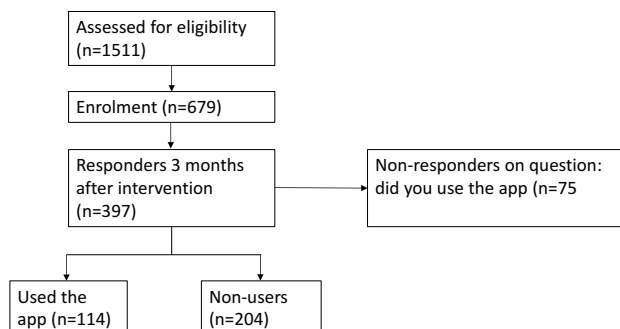 Assessed for eligibility
(n=1511)
Enrolment (n=679)
Responders 3 months
after intervention
(n=397)
Non-responders on question:
did you use the app (n=75
Used the
app (n=114)
Non-users
(n=204)